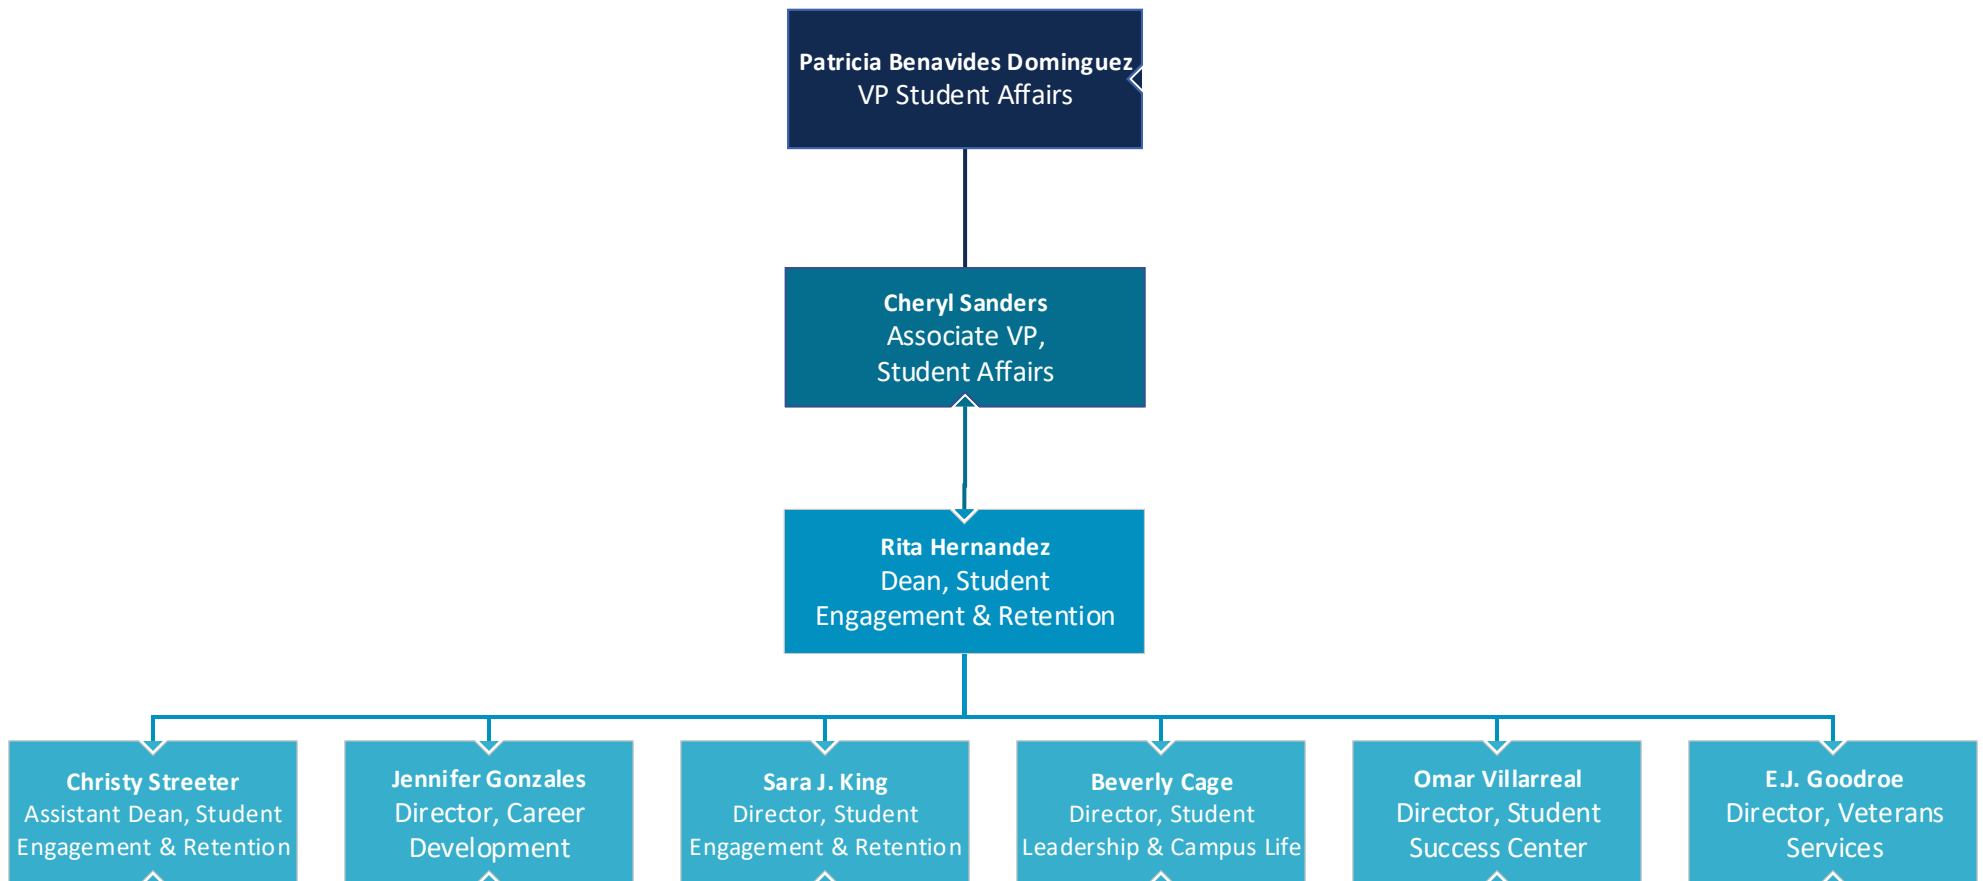 Patricia Benavides Dominguez
VP Student Affairs
Cheryl Sanders
Associate VP,
Student Affairs
Rita Hernandez
Dean, Student
Engagement & Retention
Christy Streeter
Assistant Dean, Student
Engagement & Retention
Jennifer Gonzales
Director, Career
Development
Sara J. King
Director, Student
Engagement & Retention
Beverly Cage
Director, Student
Leadership & Campus Life
Omar Villarreal
Director, Student
Success Center
E.J. Goodroe
Director, Veterans
Services